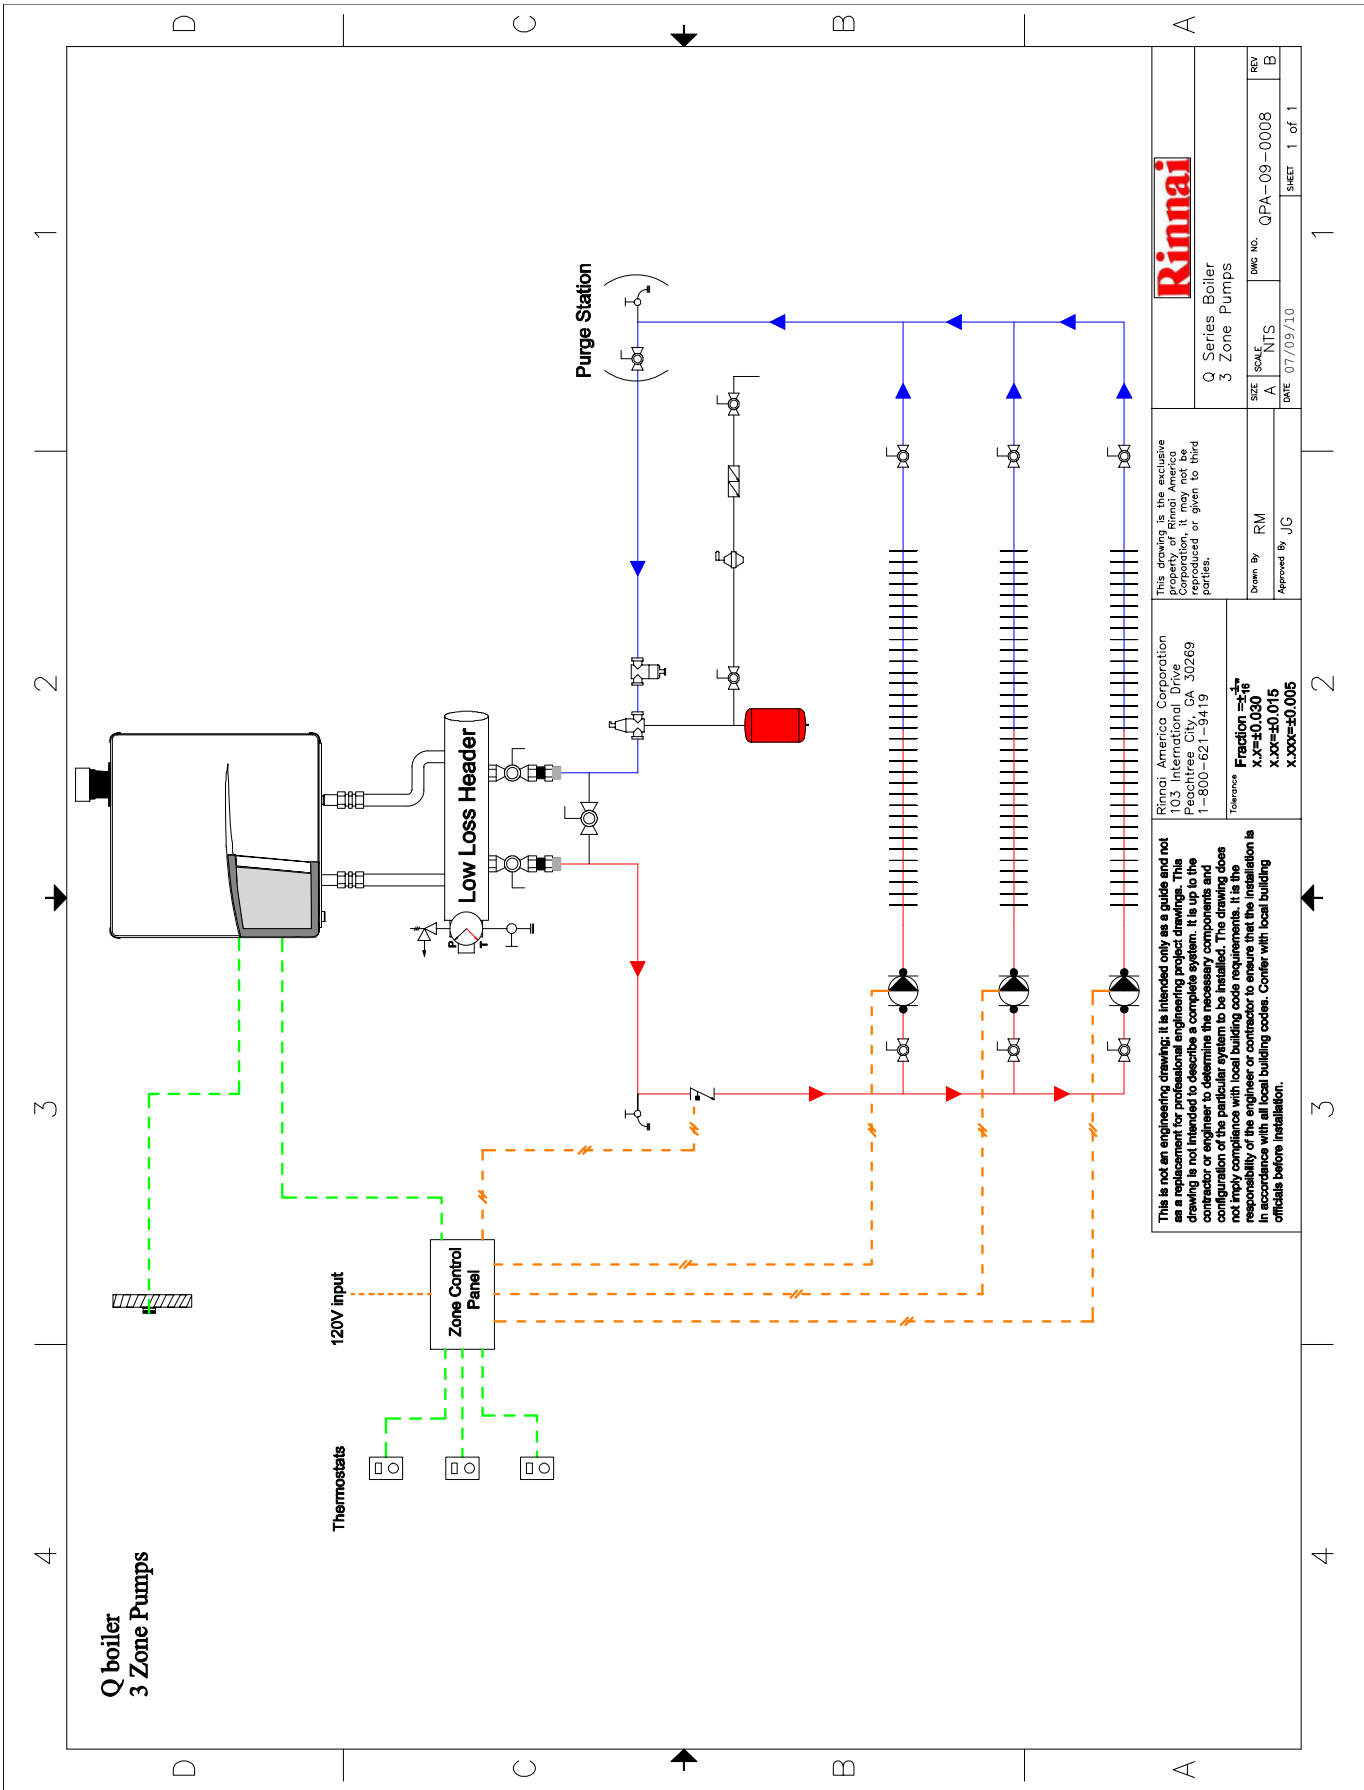 Q boiler
3 Zone Pumps
4
3
2
1
D
C
B
A
D
C
B
A
4
3
2
1
Thermostats
120V input
Zone Control
Panel
Low Loss Header
P
T
Purge Station
This is not an engineering drawing; it is intended only as a guide and not
as a replacement for professional engineering project drawings. This
drawing is not intended to describe a complete system. It is up to the
contractor or engineer to determine the necessary components and
configuration of the particular system to be installed. The drawing does
not imply compliance with local building code requirements. It is the
responsibility of the engineer or contractor to ensure that the installation is
in accordance with all local building codes. Confer with local building
officials before installation.
Rinnai America Corporation
103 International Drive
Peachtree City, GA 30269
1-800-621-9419
Tolerance
Fraction =±1/16"
X.X=±0.030
X.XX=±0.015
X.XXX=±0.005
This drawing is the exclusive
property of Rinnai America
Corporation, it may not be
reproduced or given to third
parties.
Drawn By RM
Approved By JG
Rinnai
Q Series Boiler
3 Zone Pumps
SIZE A
SCALE NTS
DWG NO. QPA-09-0008
REV B
DATE 07/09/10
SHEET 1 of 1